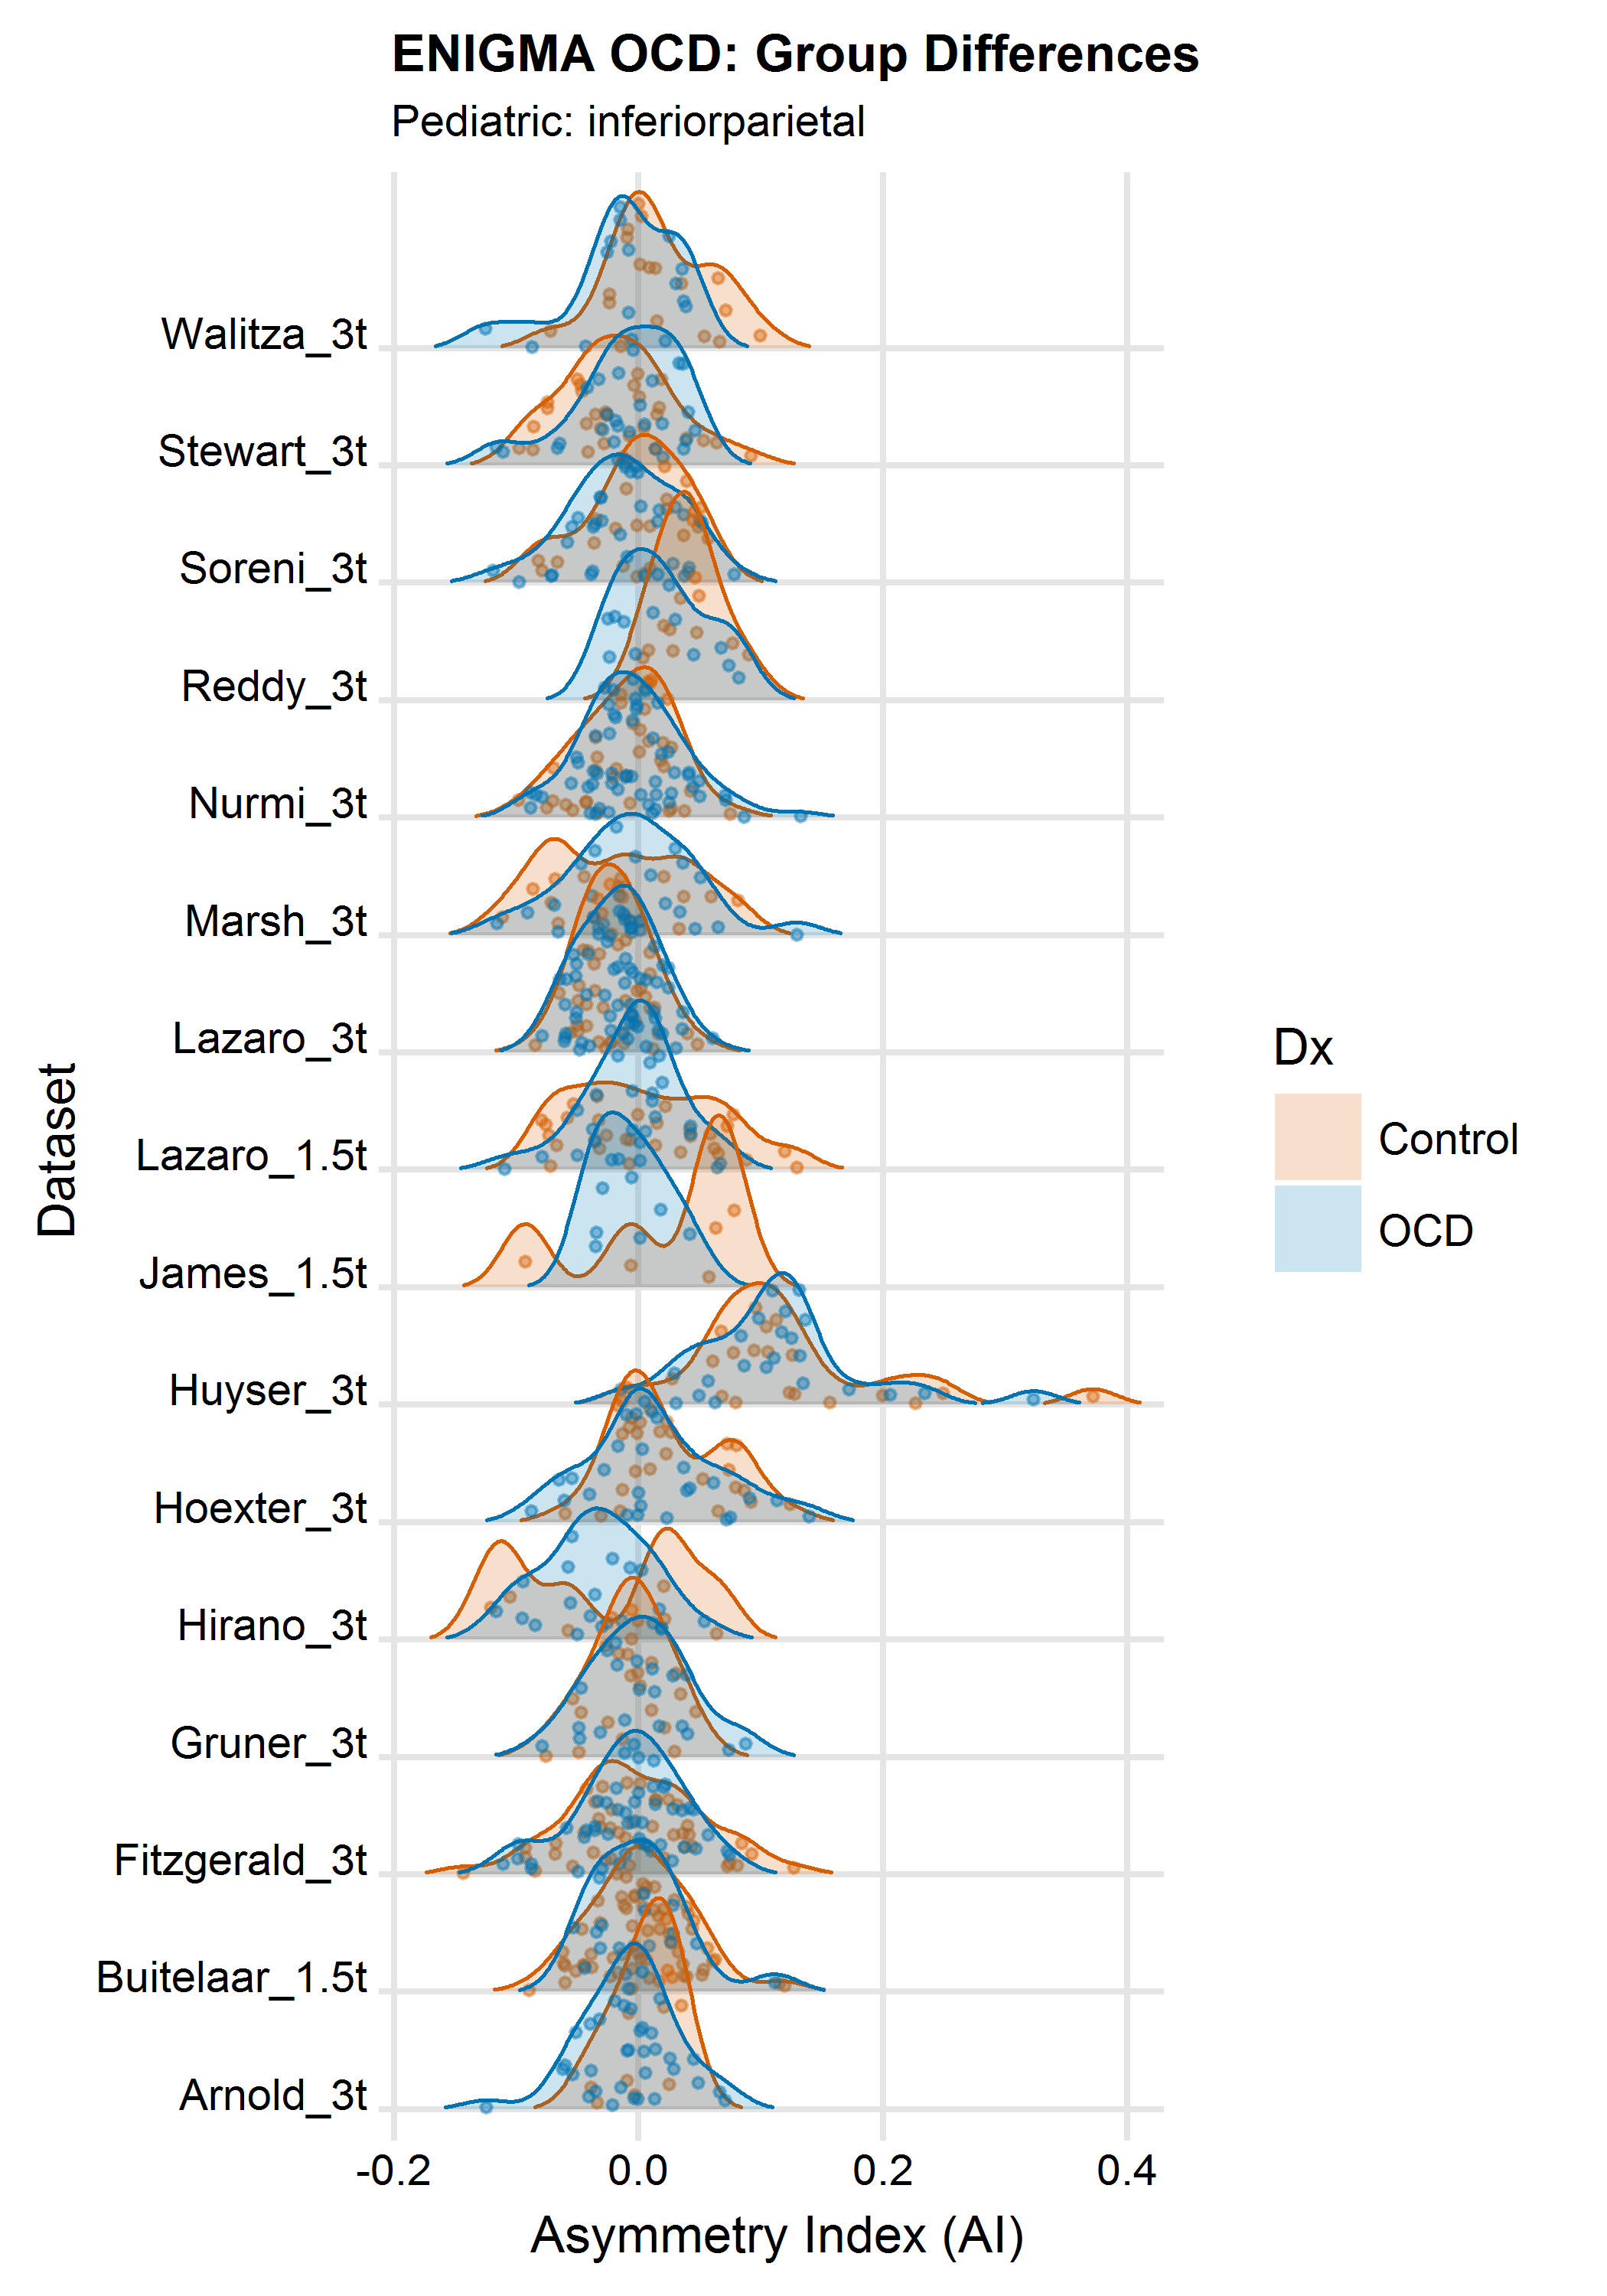 ENIGMA OCD: Group Differences
Pediatric: inferiorparietal
Walitza_3t
Stewart_3t
Soreni_3t
Reddy_3t
Nurmi_3t
Marsh_3t
Lazaro_3t
Lazaro_1.5t
James_1.5t
Huyser_3t
Hoexter_3t
Hirano_3t
Gruner_3t
Fitzgerald_3t
Buitelaar_1.5t
Arnold_3t
Dataset
-0.2 0.0 0.2 0.4
Asymmetry Index (AI)
Dx
Control
OCD